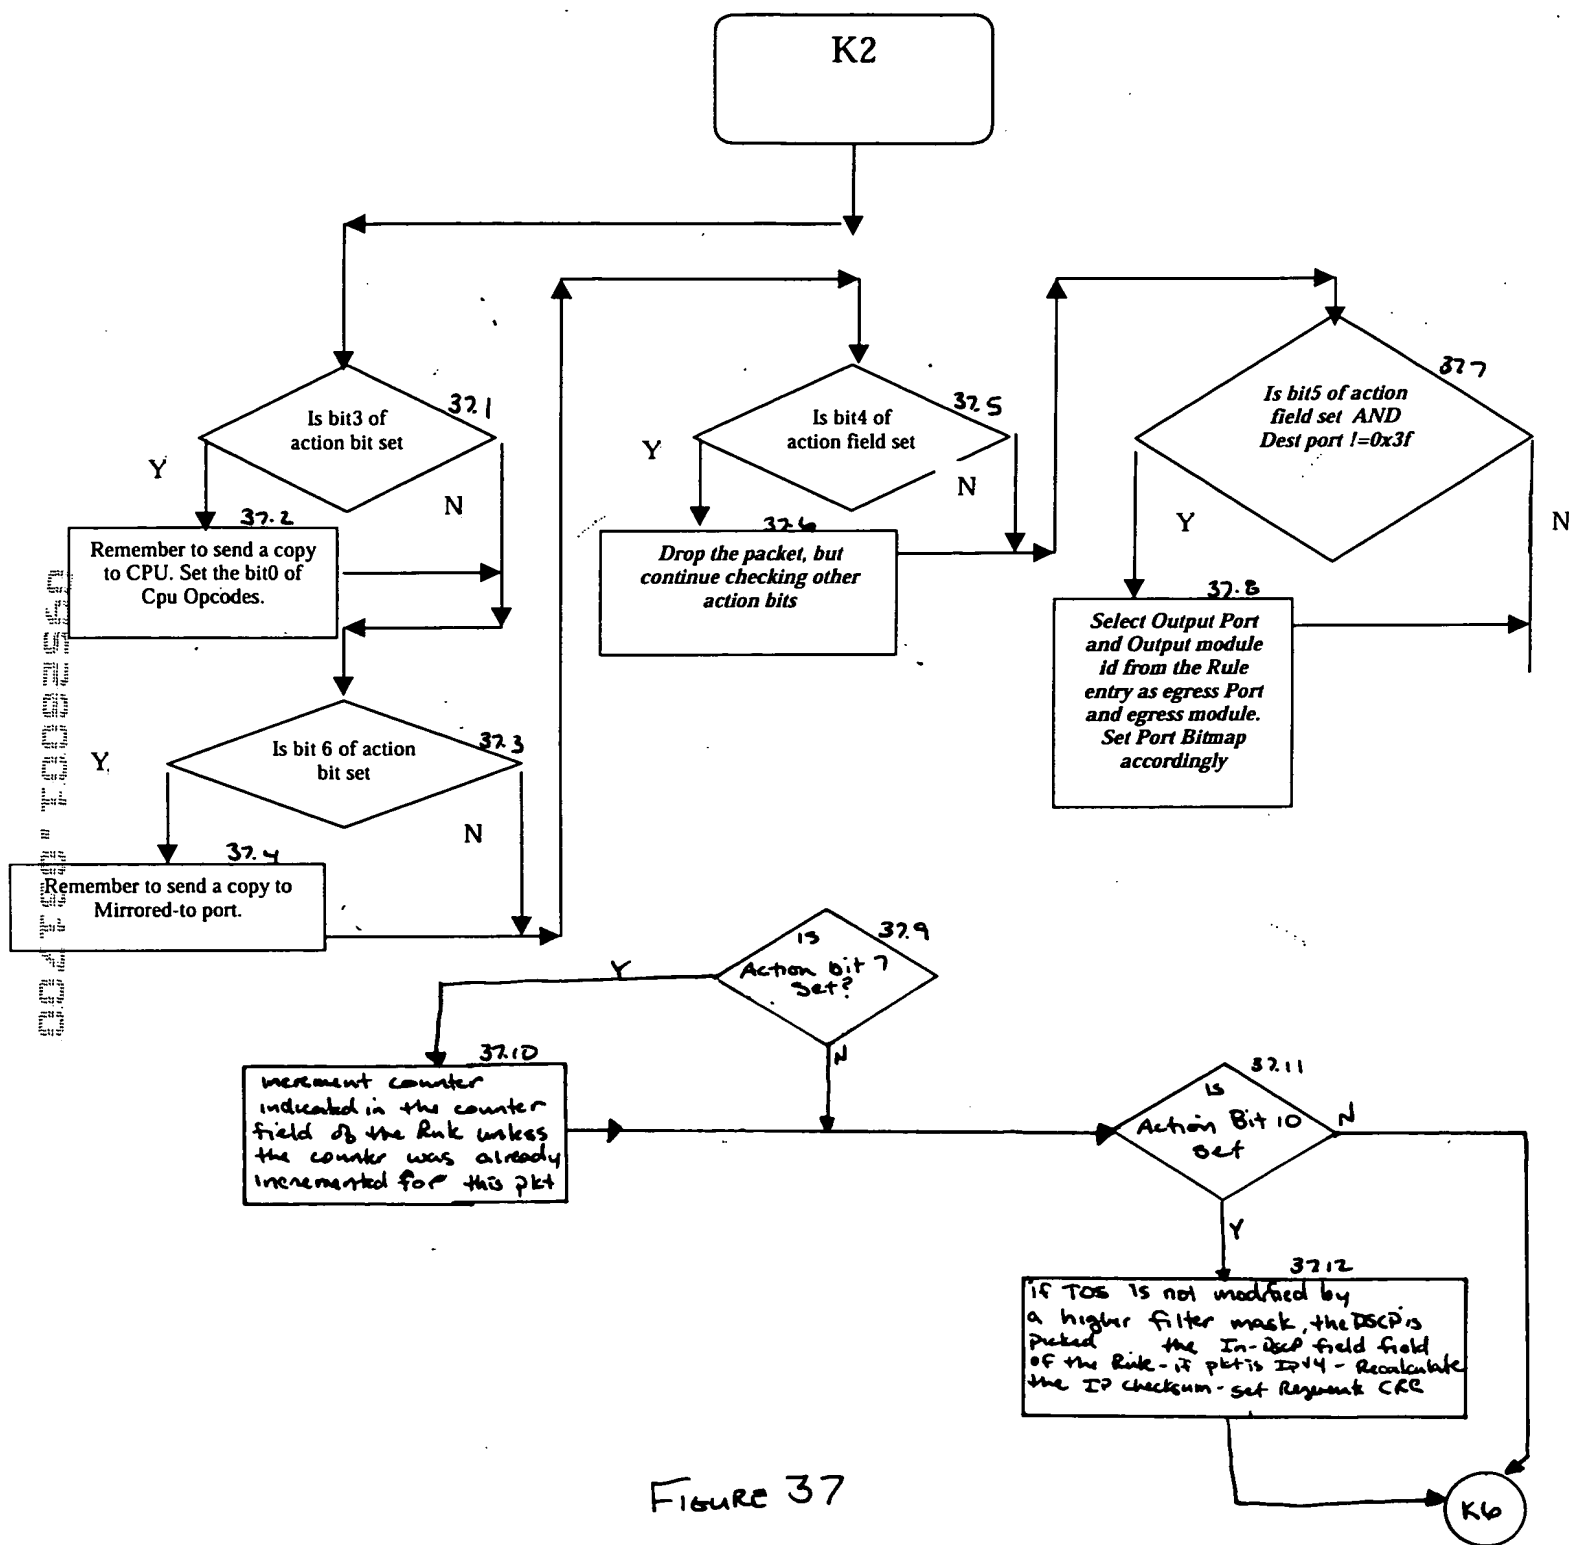 K2
37.1
Is bit3 of
action bit set
Y
N
37.2
Remember to send a copy
to CPU. Set the bit0 of
Cpu Opcodes.
37.3
Is bit 6 of action
bit set
Y
N
37.4
Remember to send a copy to
Mirrored-to port.
37.5
Is bit4 of
action field set
Y
N
37.6
Drop the packet, but
continue checking other
action bits
37.7
Is bit5 of action
field set AND
Dest port !=0x3f
Y
N
37.8
Select Output Port
and Output module
id from the Rule
entry as egress Port
and egress module.
Set Port Bitmap
accordingly
37.9
is
Action bit 7
set?
Y
N
37.10
increment counter
indicated in the counter
field of the Rule unless
the counter was already
incremented for this pkt
37.11
is
Action Bit 10
set
N
Y
37.12
if TOS is not modified by
a higher filter mask, the DSCP is
picked the In-DSCP field field
of the Rule - if pkt is IPV4 - Recalculate
the IP checksum - set Regenerate CRC
K6
FIGURE 37